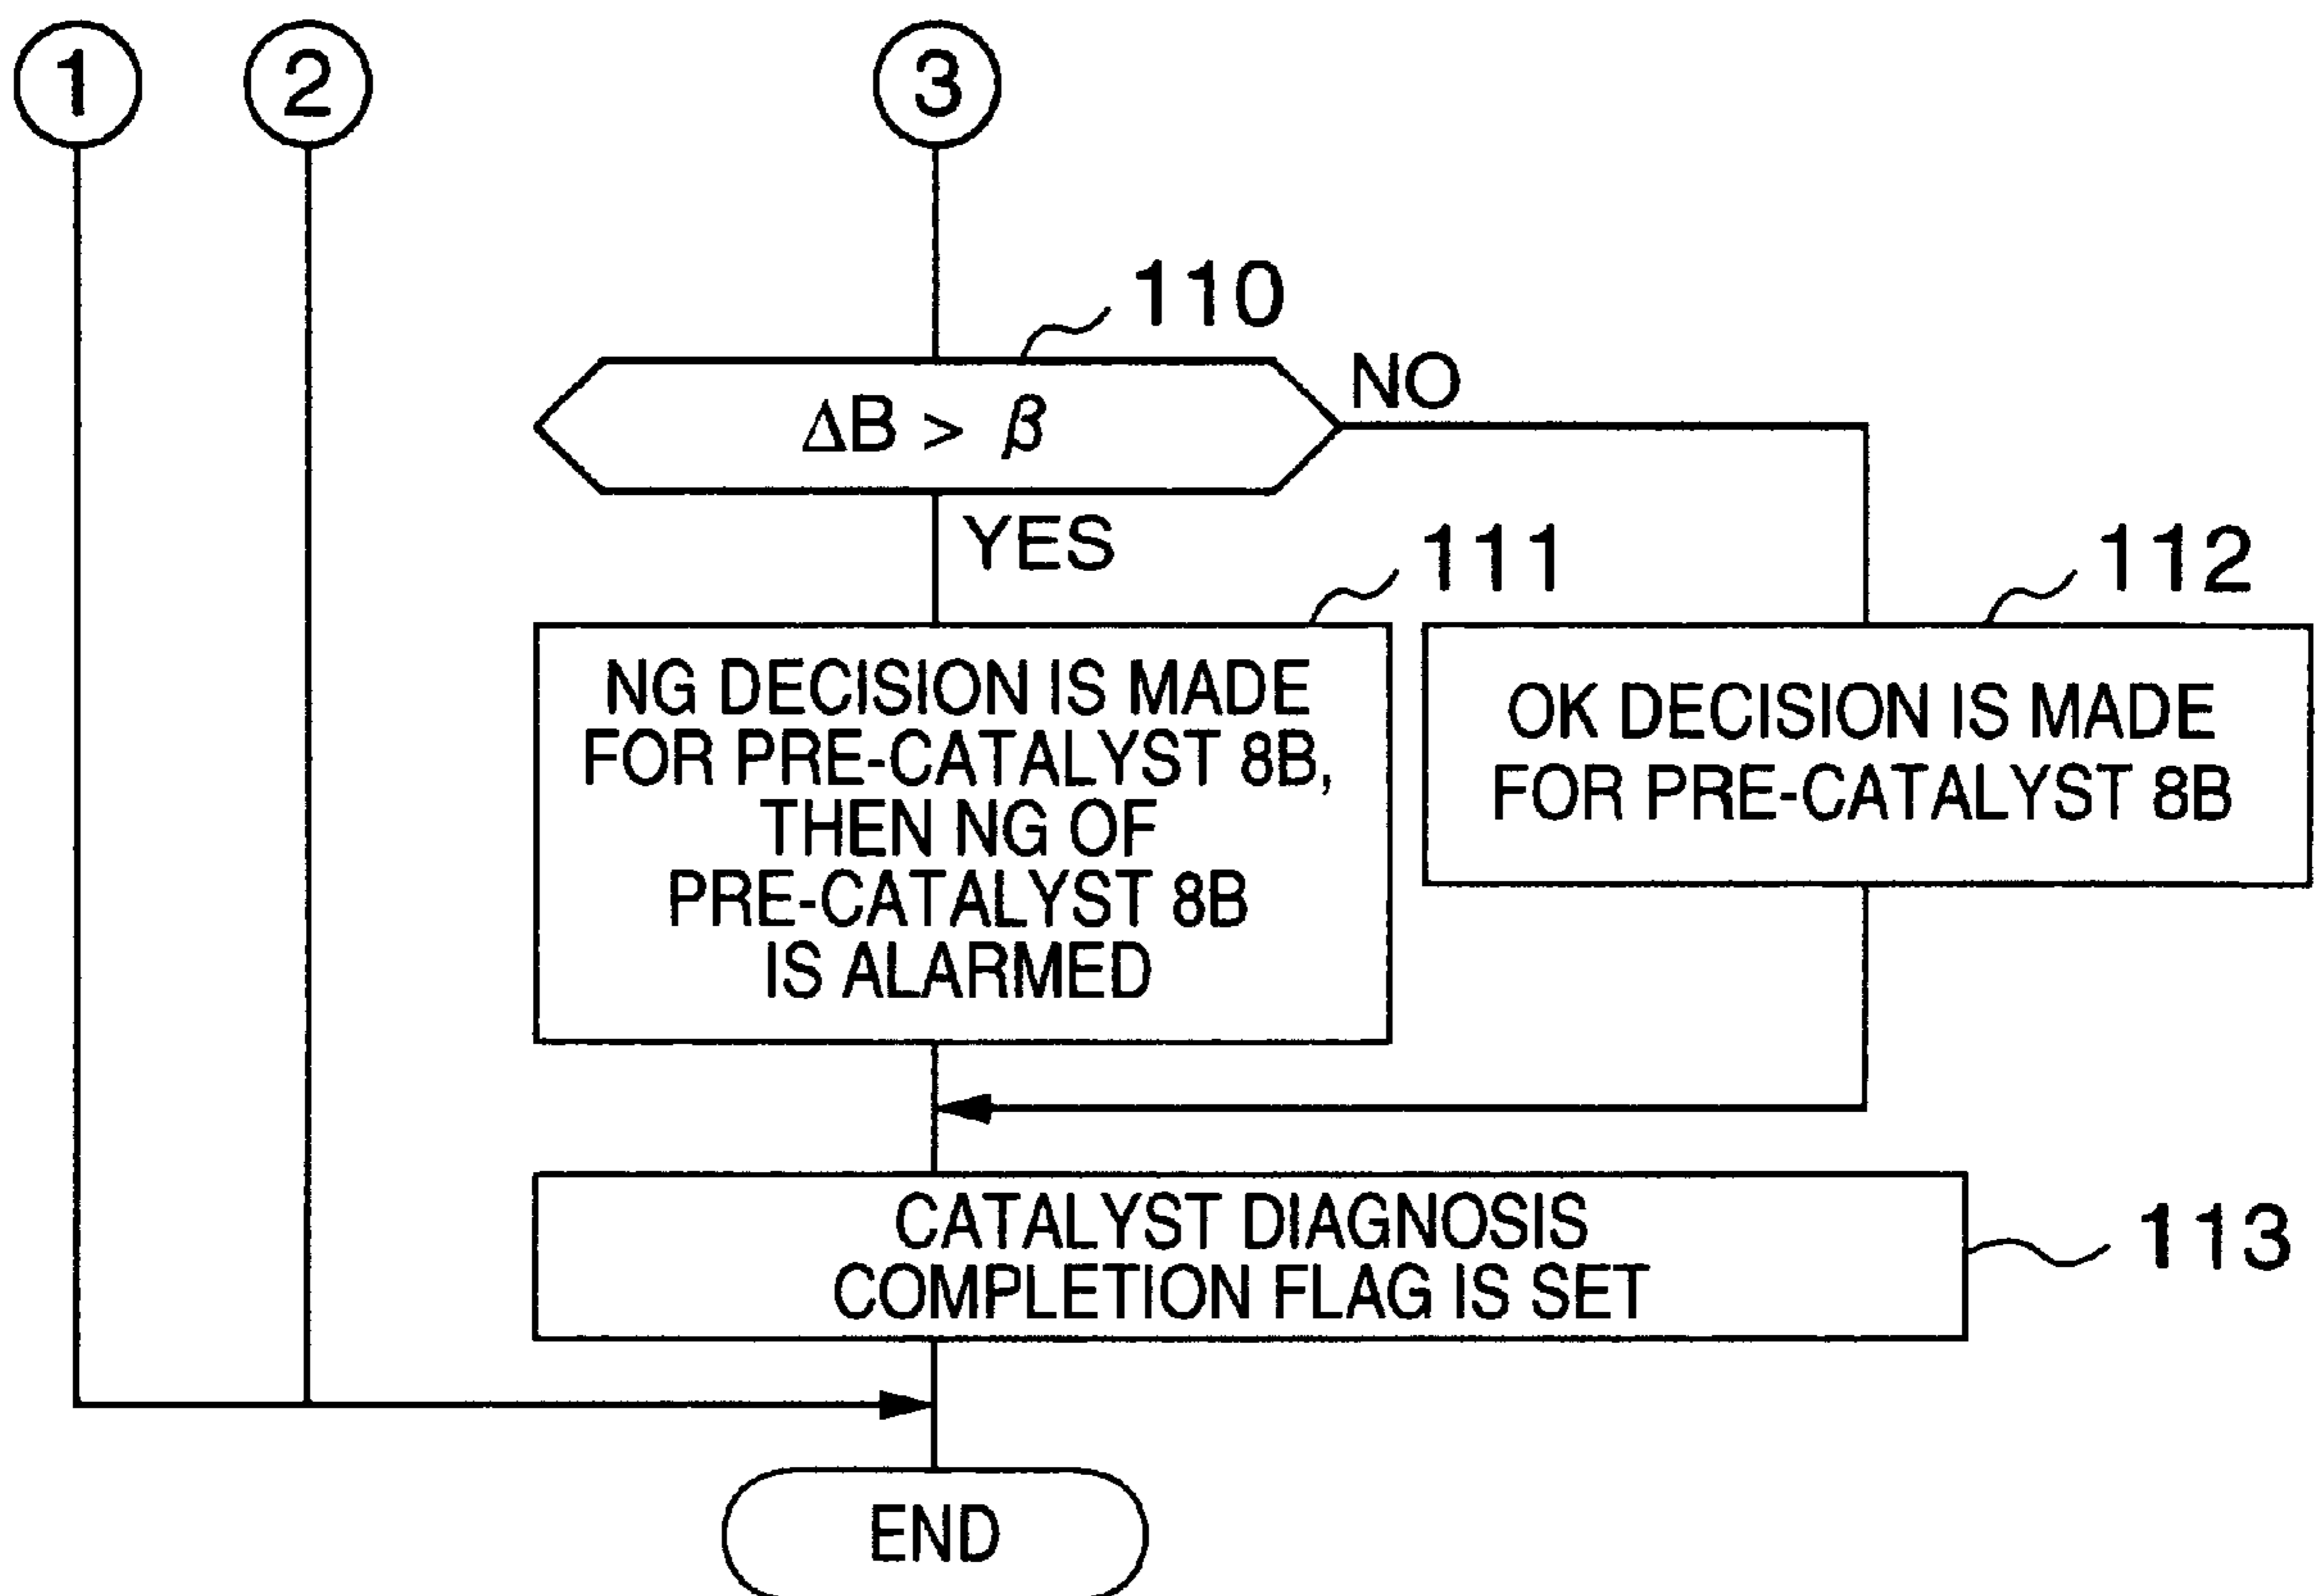 1
2
3
110
ΔB > β
NO
YES
111
112
NG DECISION IS MADE
FOR PRE-CATALYST 8B,
THEN NG OF
PRE-CATALYST 8B
IS ALARMED
OK DECISION IS MADE
FOR PRE-CATALYST 8B
CATALYST DIAGNOSIS
COMPLETION FLAG IS SET
113
END